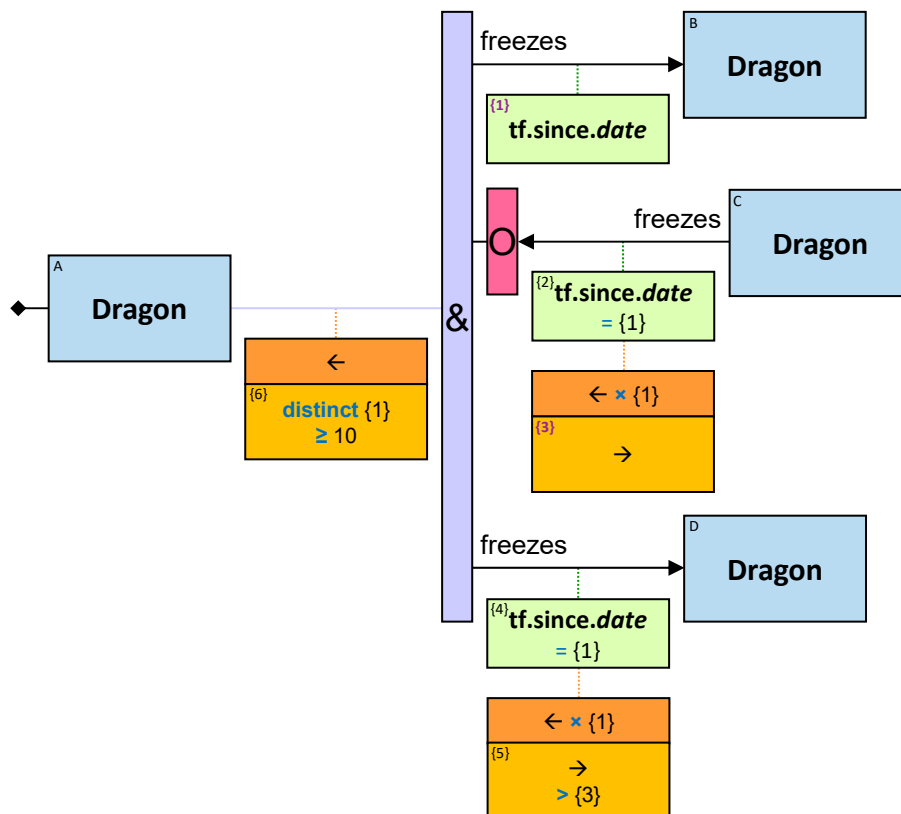 freezes
B
Dragon
{1}
tf.since.date
freezes
C
Dragon
O
{2}
tf.since.date
= {1}
A
Dragon
&
←
{6}
distinct {1}
≥ 10
← × {1}
{3}
→
freezes
D
Dragon
{4}
tf.since.date
= {1}
← × {1}
{5}
→
> {3}